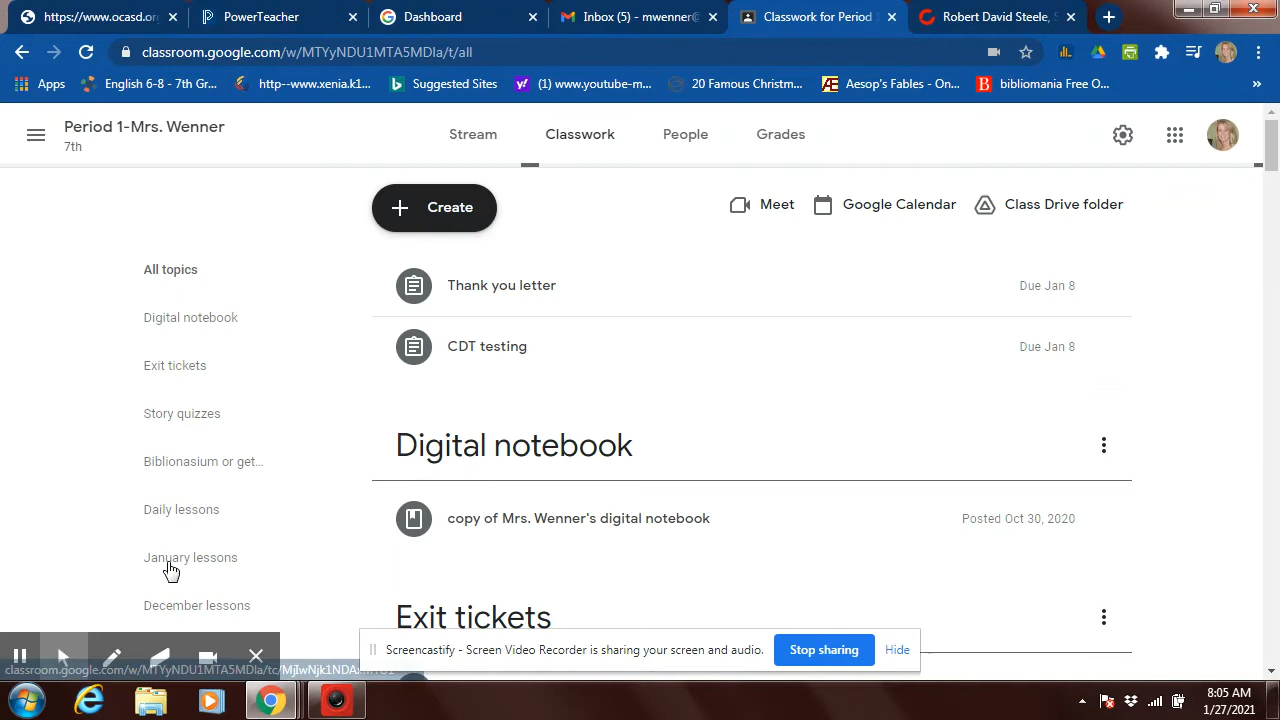 https://www.ocasd.or
PowerTeacher
Dashboard
Inbox (5) - mwenner@
Classwork for Period
Robert David Steele, S
classroom.google.com/w/MTYyNDU1MTA5MDIa/t/all
Apps
English 6-8 - 7th Gr...
http--www.xenia.k1...
Suggested Sites
(1) www.youtube-m...
20 Famous Christm...
Aesop's Fables - On...
bibliomania Free O...
»
Period 1-Mrs. Wenner
7th
Stream
Classwork
People
Grades
Create
Meet
Google Calendar
Class Drive folder
All topics
Digital notebook
Exit tickets
Story quizzes
Biblionasium or get...
Daily lessons
January lessons
December lessons
Thank you letter
Due Jan 8
CDT testing
Due Jan 8
Digital notebook
copy of Mrs. Wenner's digital notebook
Posted Oct 30, 2020
Exit tickets
Screencastify - Screen Video Recorder is sharing your screen and audio.
Stop sharing
Hide
8:05 AM
1/27/2021